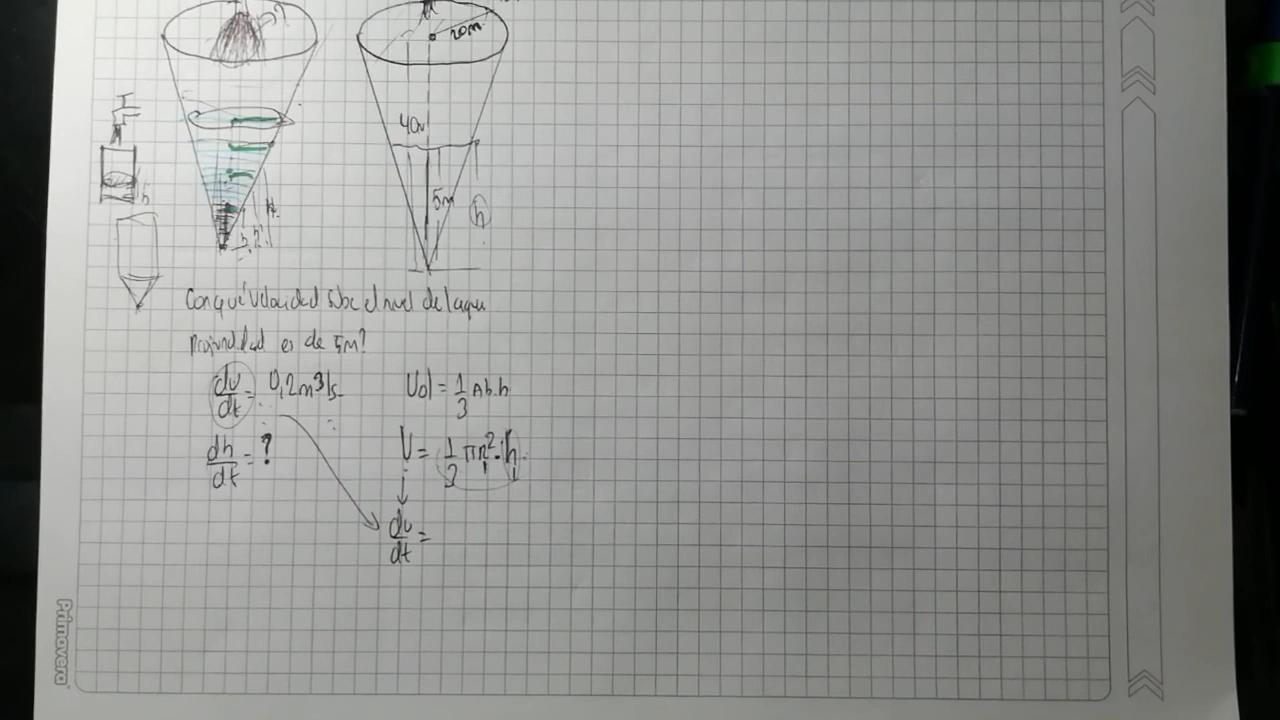 20m
40m
5m
h
h
Con qué velocidad sube el nivel del agua
profundidad es de 5m?
dv/dt = 0,2m³/s
Vol = 1/3 Ab.h
dh/dt = ?
V = 1/3 πr².h
dv/dt =
Primavera